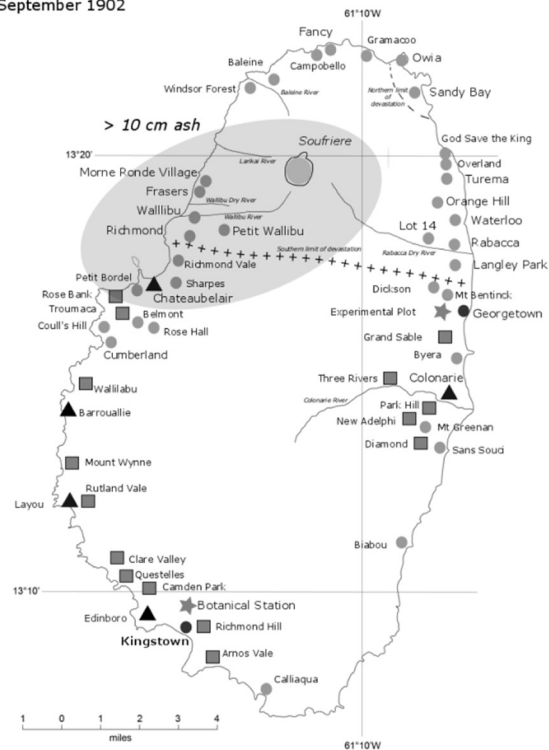 September 1902
61°10'W
Fancy
Gramacoo
Baleine
Campobello
Owia
Windsor Forest
Baleine River
Northern limit
of
devastation
Sandy Bay
> 10 cm ash
Soufriere
God Save the King
13°20'
Larikai River
Overland
Morne Ronde Village
Turema
Frasers
Wallibu Dry River
Orange Hill
Walllbu
Wallibu River
Waterloo
Richmond
Petit Wallibu
Lot 14
Rabacca
Southern limit of devastation
Rabacca Dry River
Richmond Vale
Langley Park
Petit Bordel
Sharpes
Dickson
Rose Bank
Chateaubelair
Mt Bentinck
Troumaca
Belmont
Experimental Plot
Georgetown
Coull's Hill
Rose Hall
Grand Sable
Cumberland
Byera
Three Rivers
Colonarie
Wallilabu
Colonarie River
Park Hill
Barrouallie
New Adelphi
Mt Greenan
Diamond
Sans Souci
Mount Wynne
Rutland Vale
Layou
Biabou
Clare Valley
Questelles
13°10'
Camden Park
Botanical Station
Edinboro
Richmond Hill
Kingstown
Arnos Vale
Calliaqua
1 0 1 2 3 4
miles
61°10'W